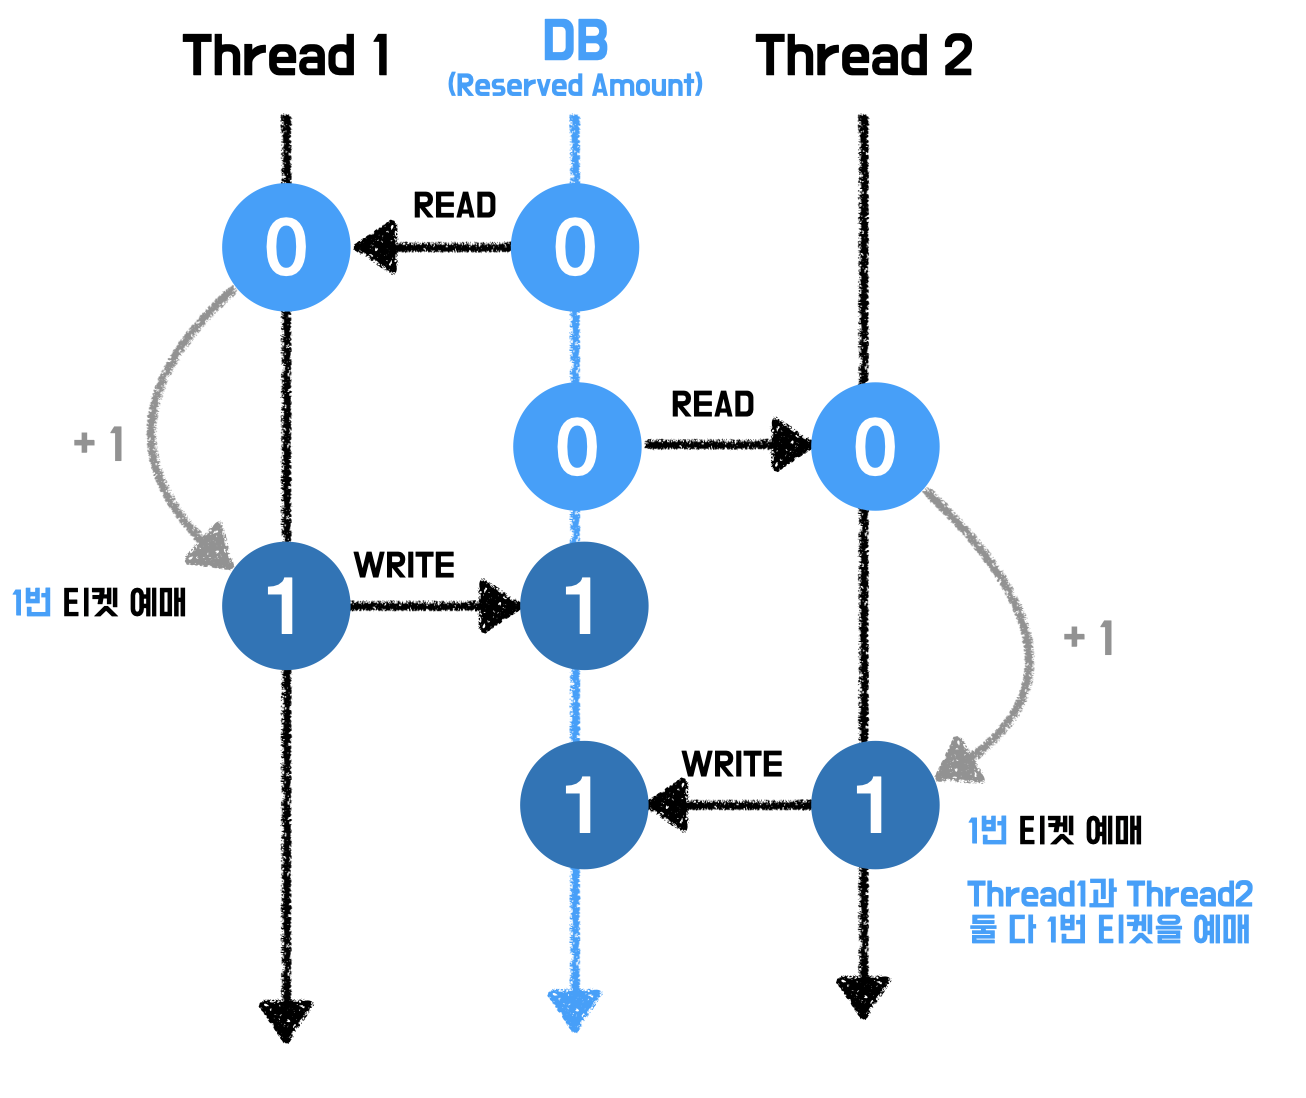 Thread 1
DB
(Reserved Amount)
Thread 2
READ
0
0
READ
0
0
+ 1
WRITE
1
1
1번 티켓 예매
+ 1
WRITE
1
1
1번 티켓 예매
Thread1과 Thread2
둘 다 1번 티켓을 예매